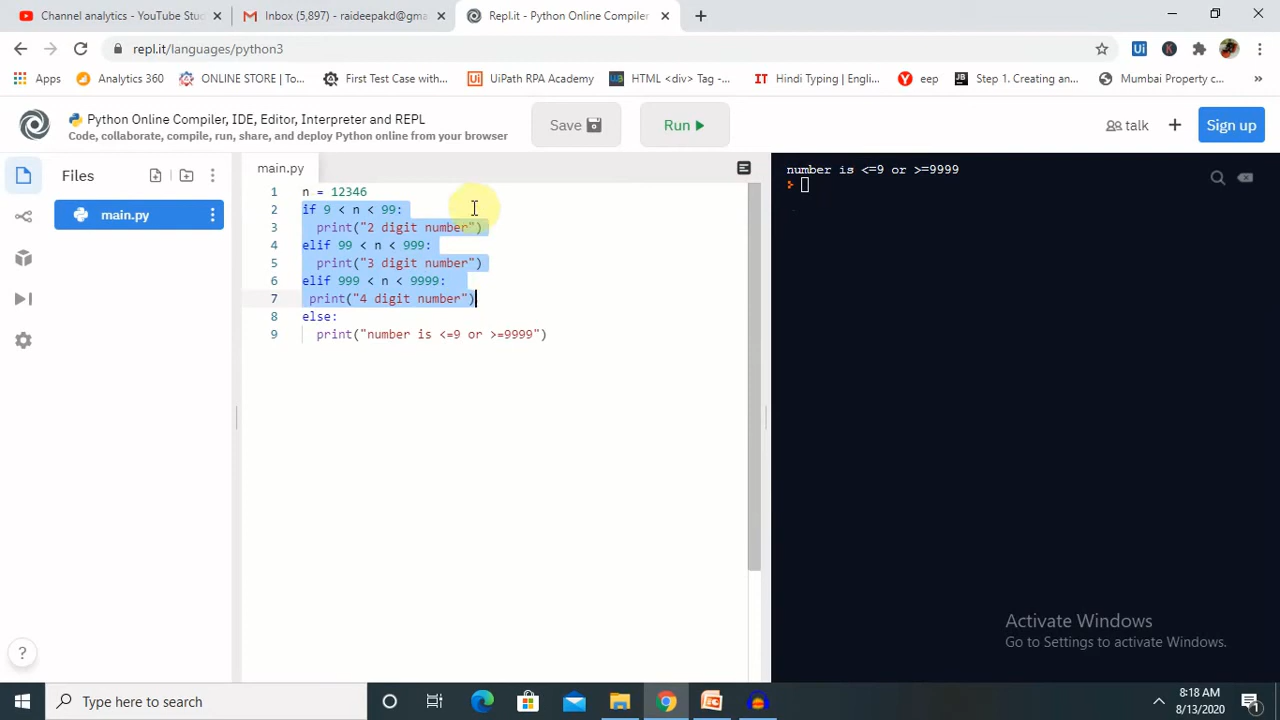 Channel analytics - YouTube Stu
Inbox (5,897) - raideepakd@gma
Repl.it - Python Online Compiler
repl.it/languages/python3
Apps
Analytics 360
ONLINE STORE | To...
First Test Case with...
UiPath RPA Academy
HTML <div> Tag -...
Hindi Typing | Engli...
eep
Step 1. Creating an...
Mumbai Property c...
»
Python Online Compiler, IDE, Editor, Interpreter and REPL
Code, collaborate, compile, run, share, and deploy Python online from your browser
Save
Run
talk
Sign up
Files
main.py
main.py
1 n = 12346
2 if 9 < n < 99:
3 print("2 digit number")
4 elif 99 < n < 999:
5 print("3 digit number")
6 elif 999 < n < 9999:
7 print("4 digit number")
8 else:
9 print("number is <=9 or >=9999")
number is <=9 or >=9999
Activate Windows
Go to Settings to activate Windows.
?
Type here to search
8:18 AM
8/13/2020